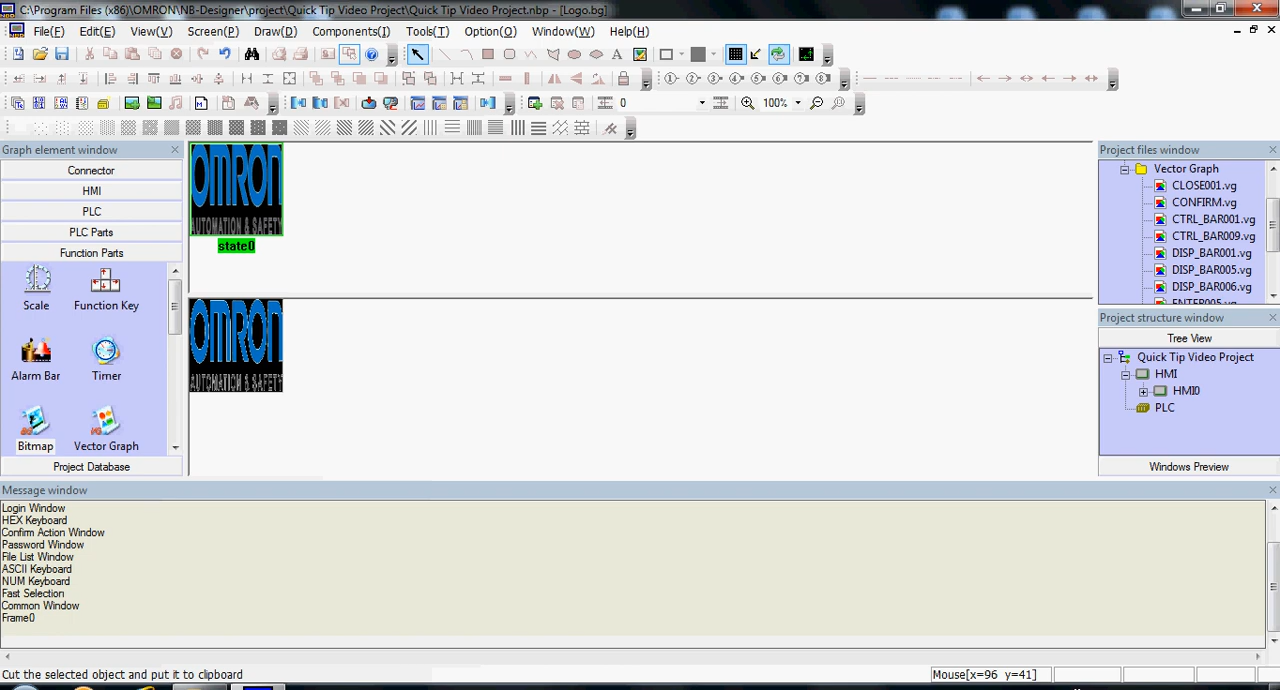 C:\Program Files (x86)\OMRON\NB-Designer\project\Quick Tip Video Project\Quick Tip Video Project.nbp - [Logo.bg]
File(F) Edit(E) View(V) Screen(P) Draw(D) Components(I) Tools(T) Option(O) Window(W) Help(H)
0 100%
Graph element window
Connector
HMI
PLC
PLC Parts
Function Parts
Scale Function Key
Alarm Bar Timer
Bitmap Vector Graph
Project Database
OMRON
AUTOMATION & SAFETY
state0
OMRON
AUTOMATION & SAFETY
Project files window
Vector Graph
CLOSE001.vg
CONFIRM.vg
CTRL_BAR001.vg
CTRL_BAR009.vg
DISP_BAR001.vg
DISP_BAR005.vg
DISP_BAR006.vg
ENTER005.vg
Project structure window
Tree View
Quick Tip Video Project
HMI
HMI0
PLC
Windows Preview
Message window
Login Window
HEX Keyboard
Confirm Action Window
Password Window
File List Window
ASCII Keyboard
NUM Keyboard
Fast Selection
Common Window
Frame0
Cut the selected object and put it to clipboard
Mouse[x=96 y=41]